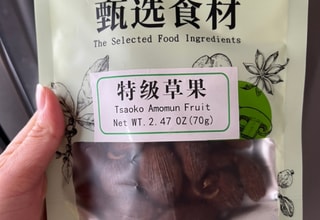 甄选食材
The Selected Food Ingredients
特级草果
Tsaoko Amomun Fruit
Net WT. 2.47 OZ(70g)